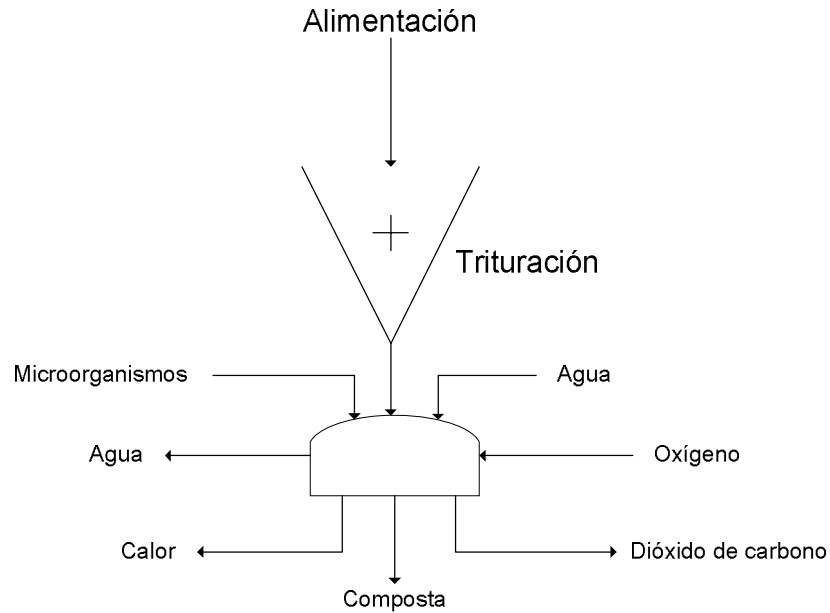 Alimentación
Trituración
Microorganismos
Agua
Agua
Oxígeno
Calor
Dióxido de carbono
Composta